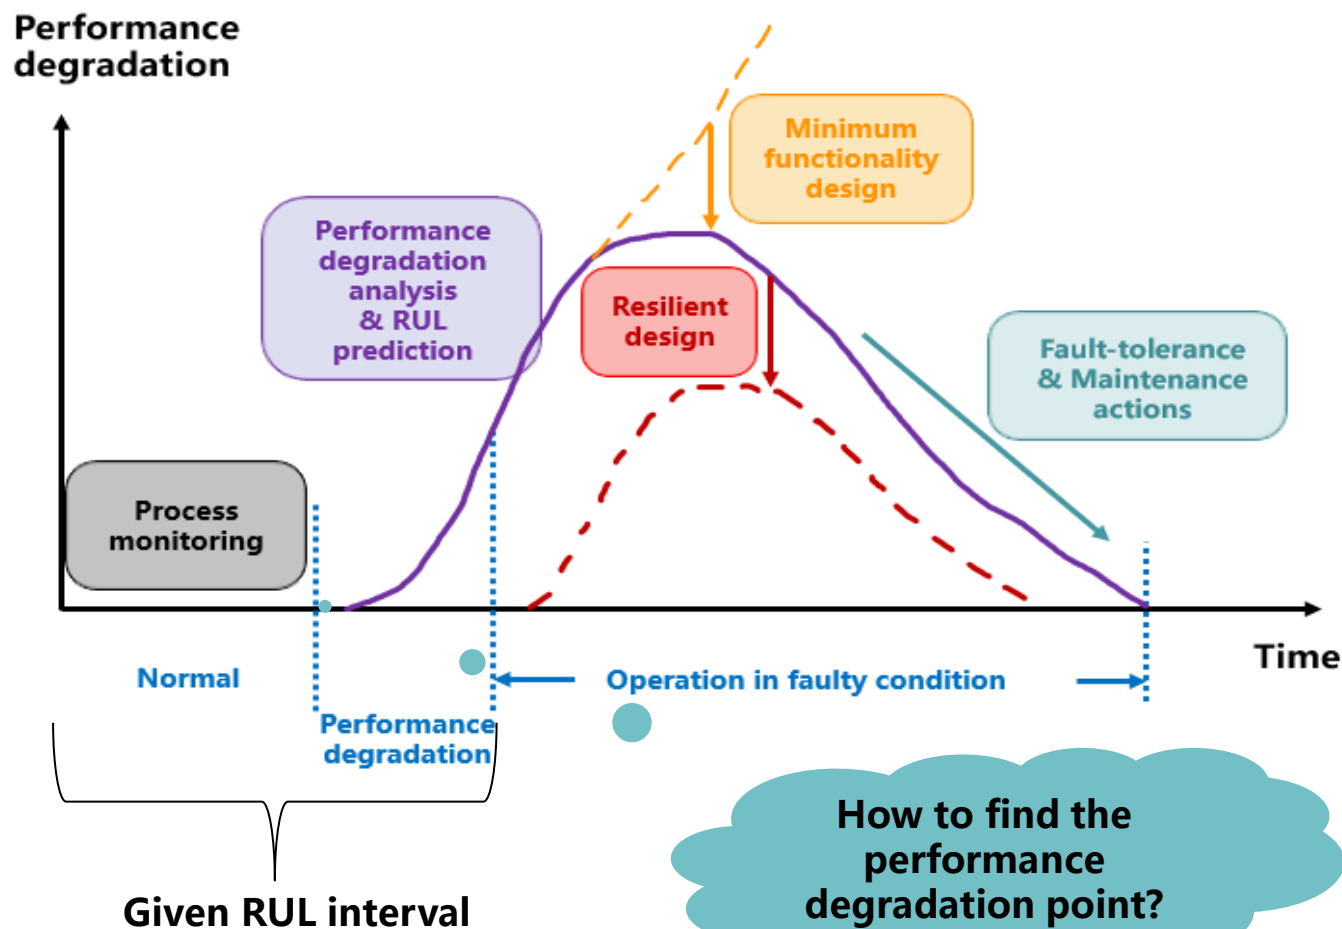 Performance
degradation
Minimum
functionality
design
Performance
degradation
analysis
& RUL
prediction
Resilient
design
Fault-tolerance
& Maintenance
actions
Process
monitoring
Time
Normal
Operation in faulty condition
Performance
degradation
How to find the
performance
degradation point?
Given RUL interval